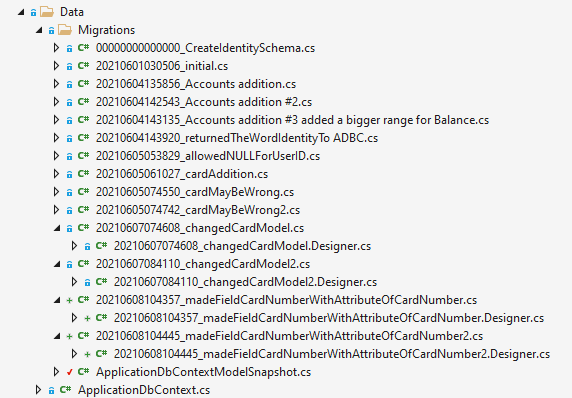 Data
Migrations
C# 00000000000000_CreateIdentitySchema.cs
C# 20210601030506_initial.cs
C# 20210604135856_Accounts addition.cs
C# 20210604142543_Accounts addition #2.cs
C# 20210604143135_Accounts addition #3 added a bigger range for Balance.cs
C# 20210604143920_returnedTheWordIdentityTo ADBC.cs
C# 20210605053829_allowedNULLForUserID.cs
C# 20210605061027_cardAddition.cs
C# 20210605074550_cardMayBeWrong.cs
C# 20210605074742_cardMayBeWrong2.cs
C# 20210607074608_changedCardModel.cs
C# 20210607074608_changedCardModel.Designer.cs
C# 20210607084110_changedCardModel2.cs
C# 20210607084110_changedCardModel2.Designer.cs
C# 20210608104357_madeFieldCardNumberWithAttributeOfCardNumber.cs
C# 20210608104357_madeFieldCardNumberWithAttributeOfCardNumber.Designer.cs
C# 20210608104445_madeFieldCardNumberWithAttributeOfCardNumber2.cs
C# 20210608104445_madeFieldCardNumberWithAttributeOfCardNumber2.Designer.cs
C# ApplicationDbContextModelSnapshot.cs
C# ApplicationDbContext.cs